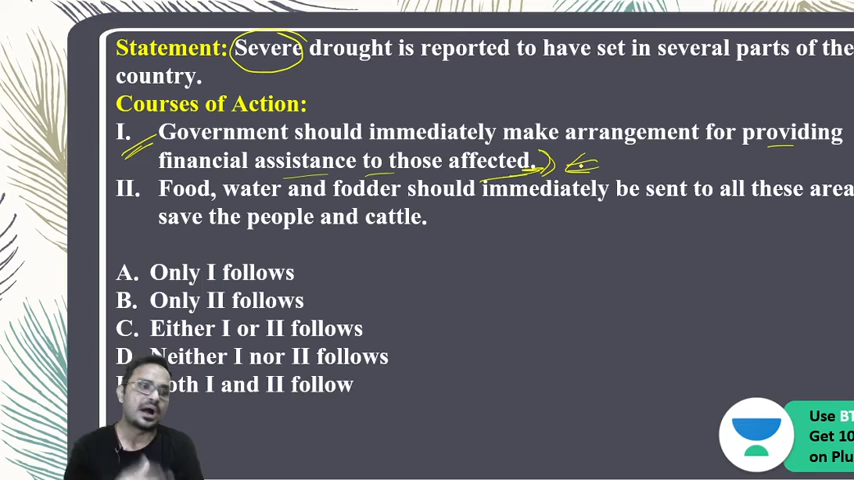 Statement: Severe drought is reported to have set in several parts of the
country.
Courses of Action:
I. Government should immediately make arrangement for providing
financial assistance to those affected.
II. Food, water and fodder should immediately be sent to all these area
save the people and cattle.
A. Only I follows
B. Only II follows
C. Either I or II follows
D. Neither I nor II follows
oth I and II follow
Use BT
Get 10
on Plu